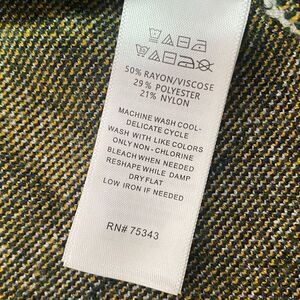 50% RAYON/VISCOSE
29% POLYESTER
21% NYLON
MACHINE WASH COOL-
DELICATE CYCLE
WASH WITH LIKE COLORS
ONLY NON-CHLORINE
BLEACH WHEN NEEDED
RESHAPE WHILE DAMP
DRY FLAT
LOW IRON IF NEEDED
RN# 75343